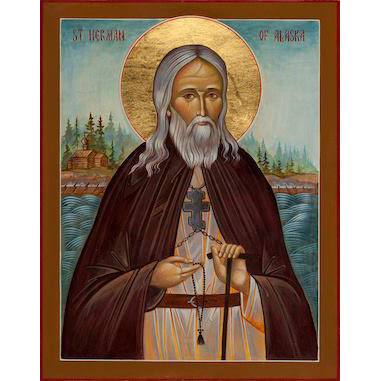 ST HERMAN OF ALASKA